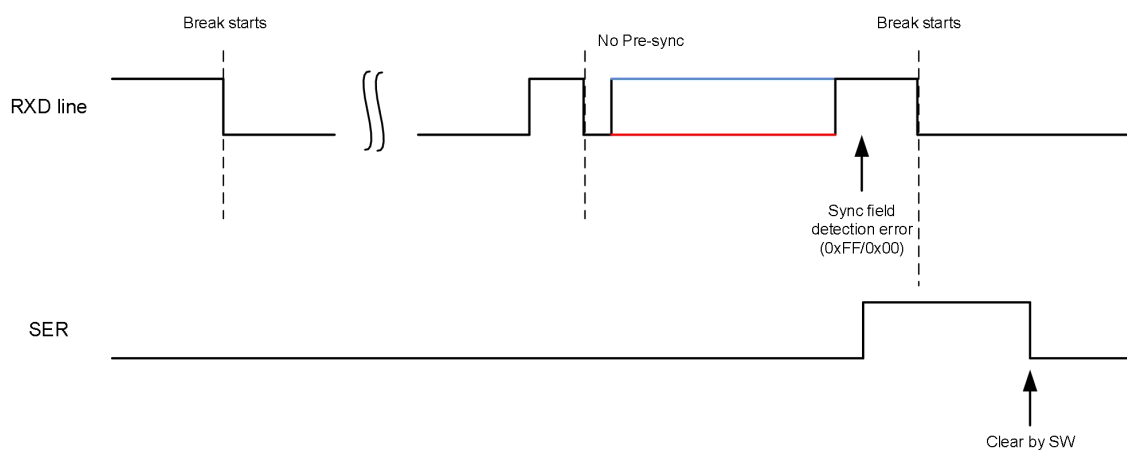 Break starts
Break starts
No Pre-sync
RXD line
Sync field
detection error
(0xFF/0x00)
SER
Clear by SW